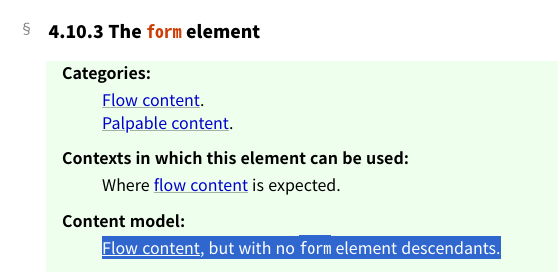 § 4.10.3 The form element
Categories:
Flow content.
Palpable content.
Contexts in which this element can be used:
Where flow content is expected.
Content model:
Flow content, but with no form element descendants.